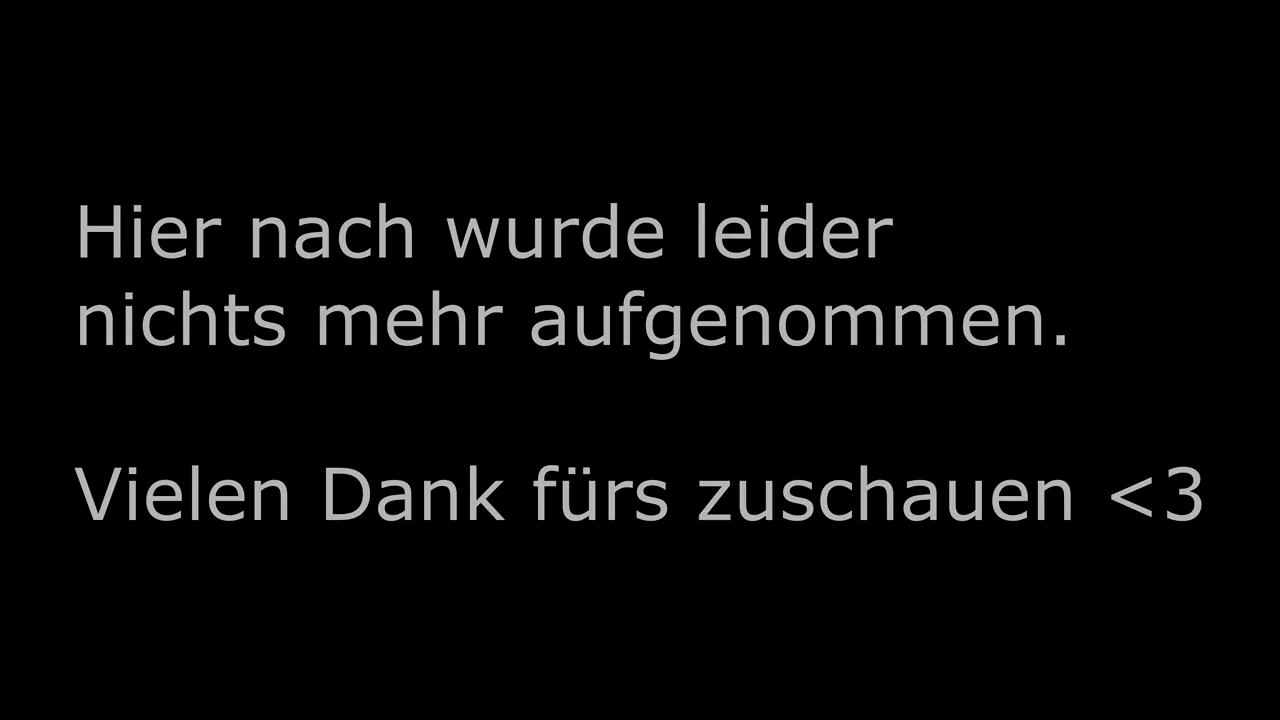 Hier nach wurde leider
nichts mehr aufgenommen.
Vielen Dank fürs zuschauen <3